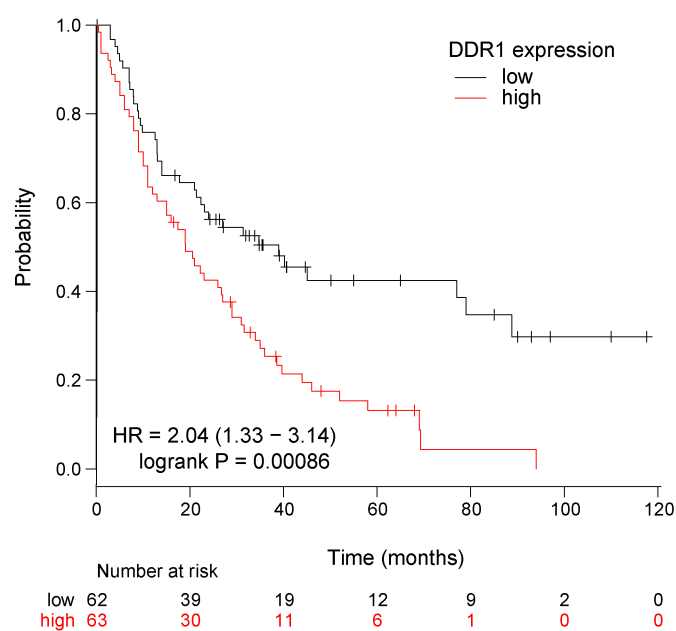 DDR1 expression
low
high
1.0
0.8
0.6
0.4
0.2
0.0
Probability
HR = 2.04 (1.33 − 3.14)
logrank P = 0.00086
0 20 40 60 80 100 120
Time (months)
Number at risk
low 62 39 19 12 9 2 0
high 63 30 11 6 1 0 0